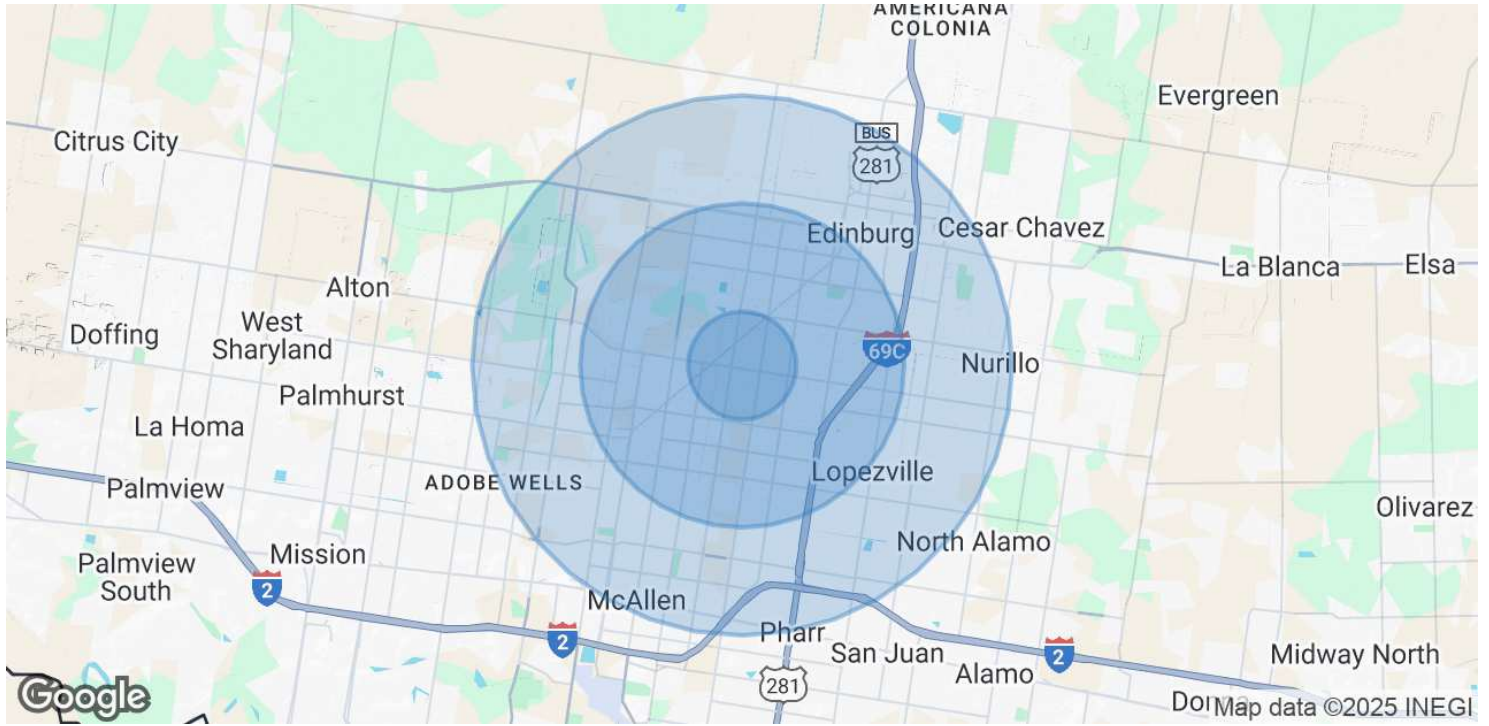 AMERICANA
COLONIA
Evergreen
Citrus City
BUS
281
Edinburg
Cesar Chavez
La Blanca
Elsa
Alton
Doffing
West
Sharyland
69C
Nurillo
Palmhurst
La Homa
Lopezville
ADOBE WELLS
Palmview
Olivarez
North Alamo
Mission
Palmview
South
2
McAllen
2
Pharr
San Juan
2
Midway North
Alamo
281
Google
Map data ©2025 INEGI